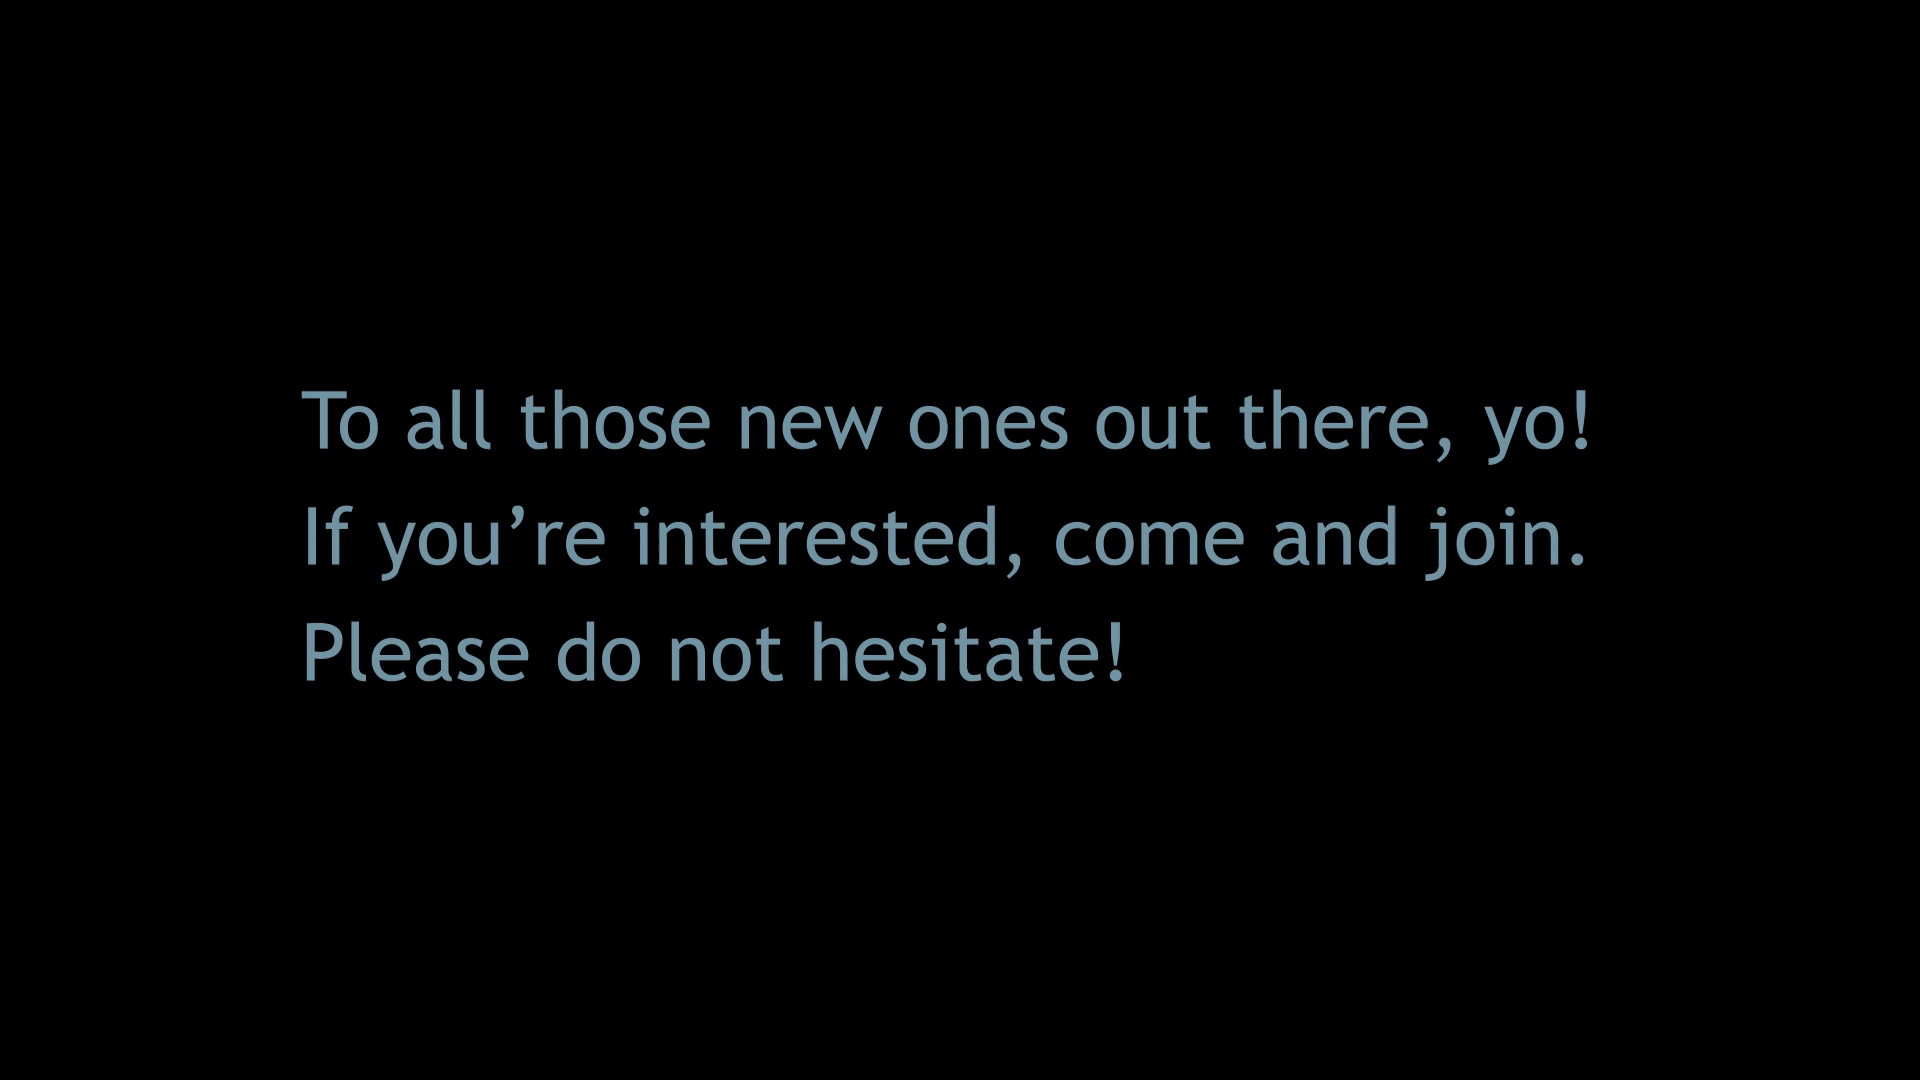 To all those new ones out there, yo!
If you’re interested, come and join.
Please do not hesitate!